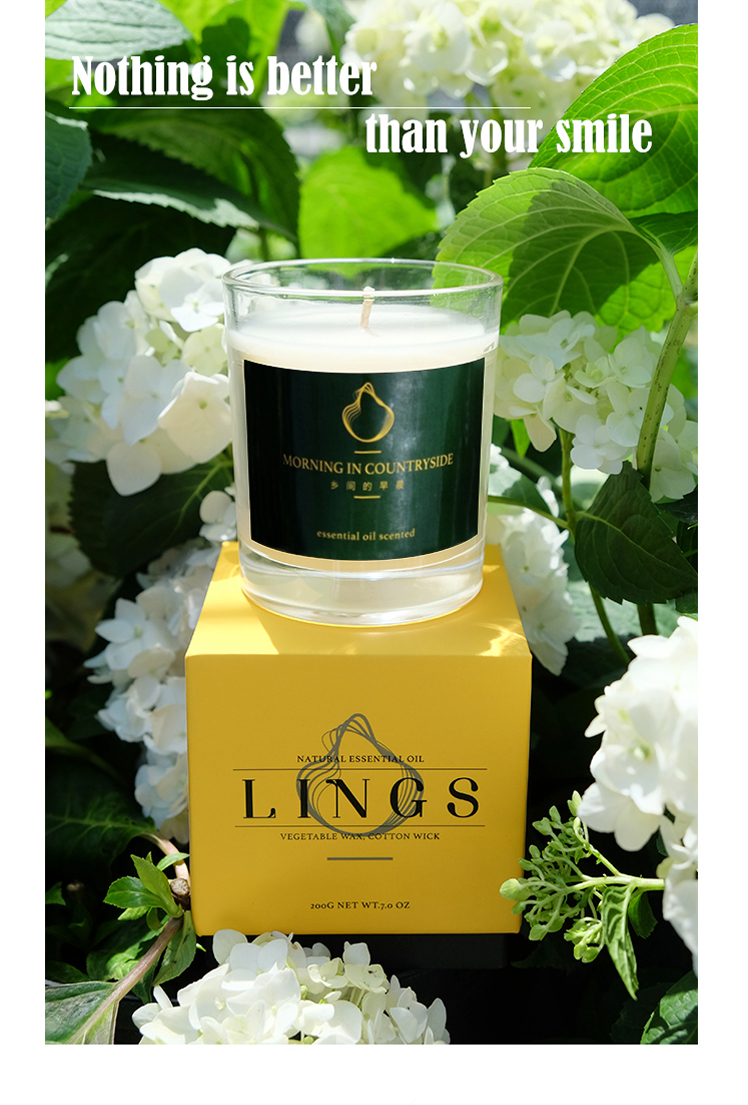 Nothing is better
than your smile
MORNING IN COUNTRYSIDE
乡间的早晨
essential oil scented
NATURAL ESSENTIAL OIL
LINGS
VEGETABLE WAX, COTTON WICK
200G NET WT.7.0 OZ